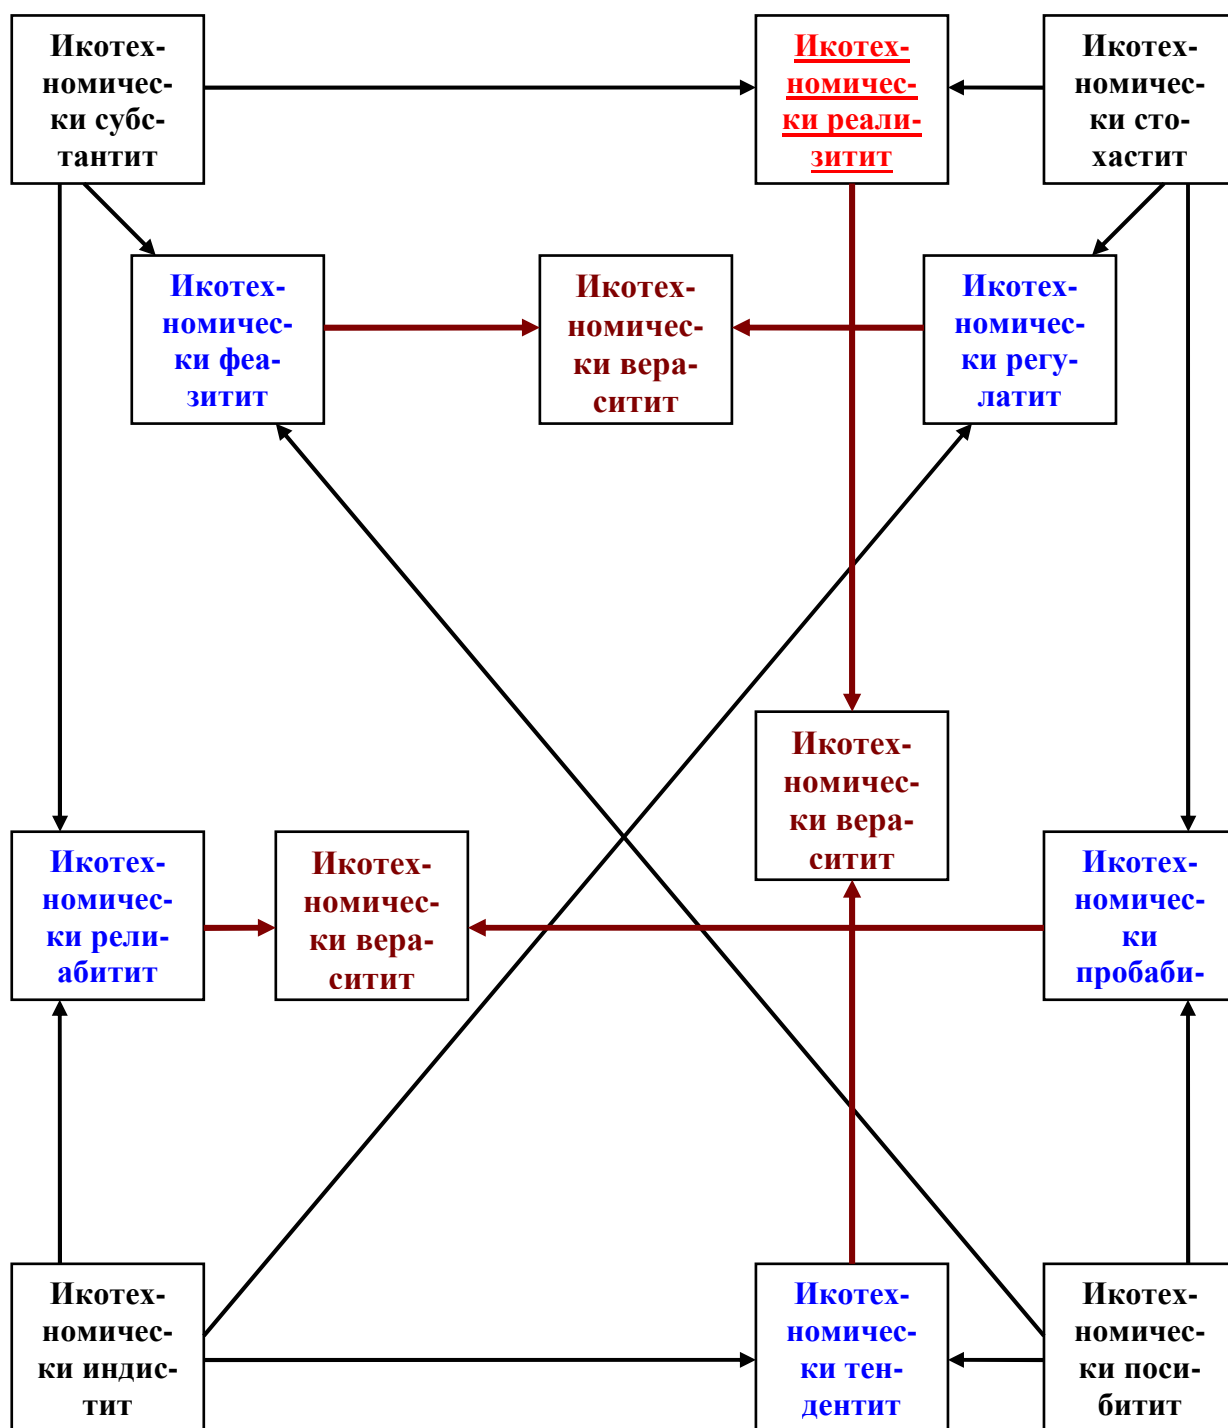 Икотех-
номичес-
ки субс-
тантит
Икотех-
номичес-
ки реали-
зитит
Икотех-
номичес-
ки сто-
хастит
Икотех-
номичес-
ки феа-
зитит
Икотех-
номичес-
ки вера-
ситит
Икотех-
номичес-
ки регу-
латит
Икотех-
номичес-
ки вера-
ситит
Икотех-
номичес-
ки рели-
абитит
Икотех-
номичес-
ки вера-
ситит
Икотех-
номичес-
ки
пробаби-
Икотех-
номичес-
ки индис-
тит
Икотех-
номичес-
ки тен-
дентит
Икотех-
номичес-
ки поси-
битит